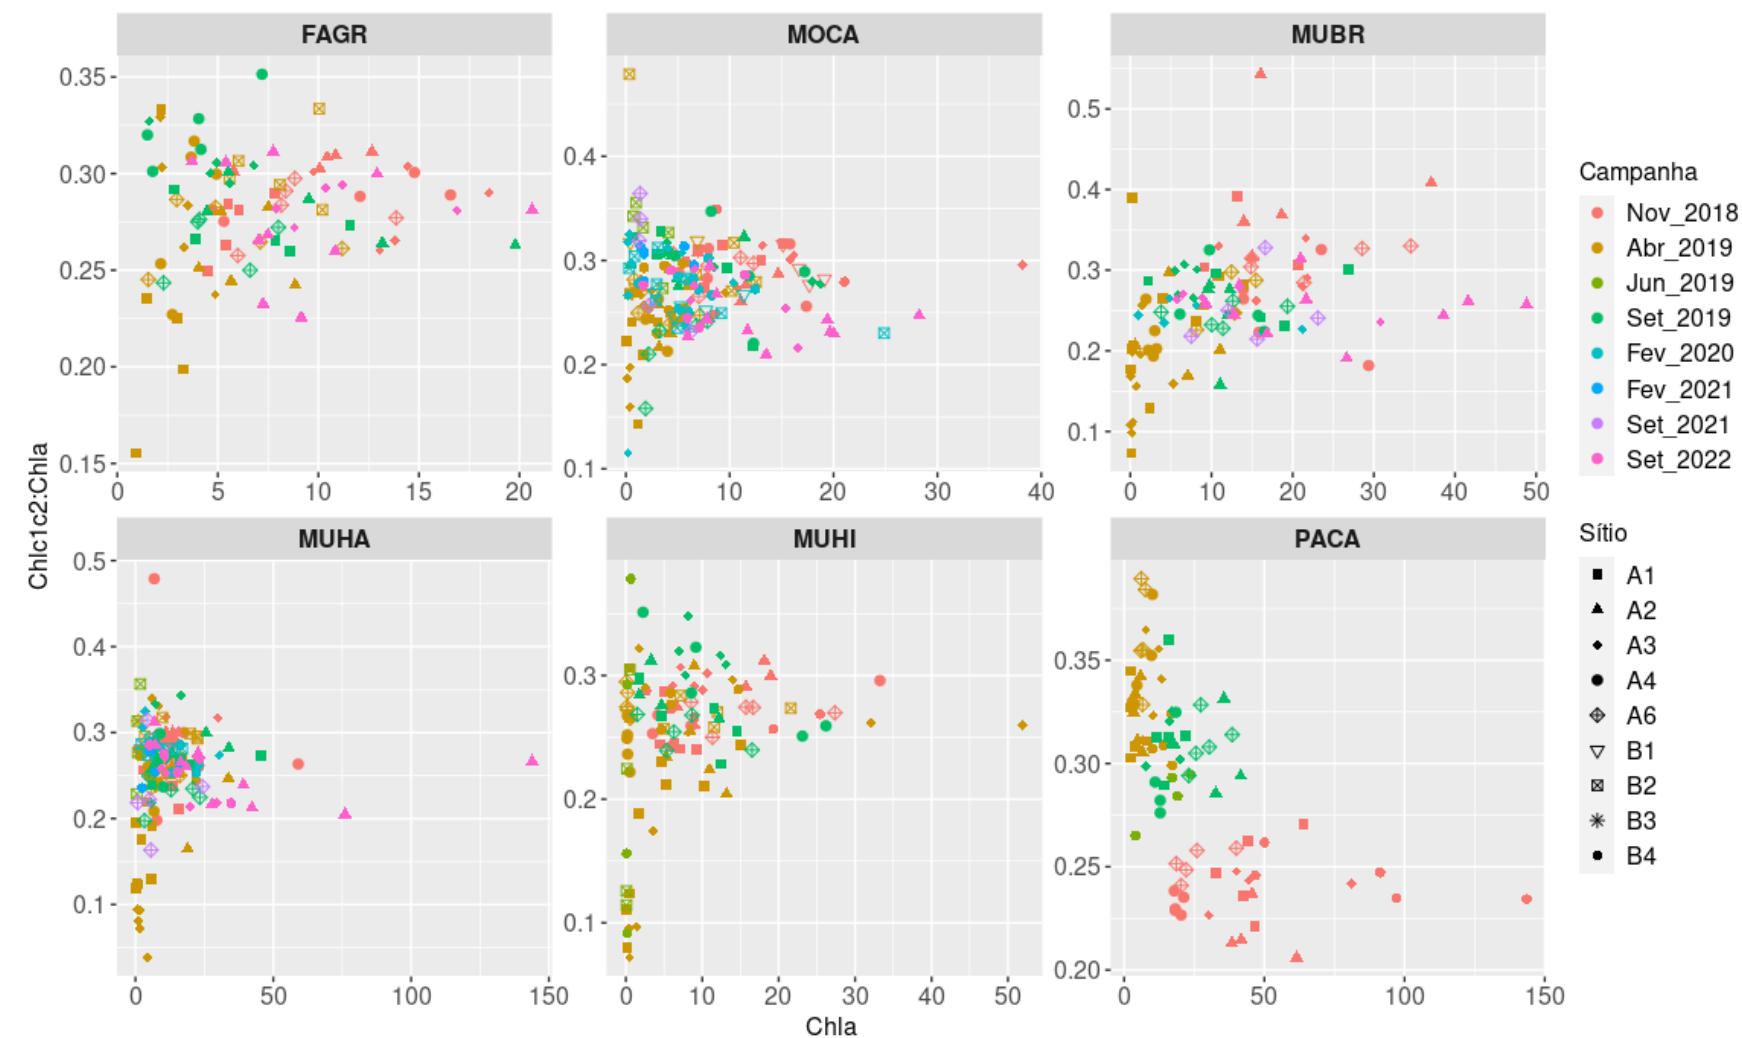 FAGR
MOCA
MUBR
0.35
0.30
0.25
0.20
0.15
0
5
10
15
20
0.4
0.3
0.2
0.1
0
10
20
30
40
0.5
0.4
0.3
0.2
0.1
0
10
20
30
40
50
MUHA
MUHI
PACA
0.5
0.4
0.3
0.2
0.1
0
50
100
150
0.3
0.2
0.1
0
10
20
30
40
50
0.35
0.30
0.25
0.20
0
50
100
150
Chlc1c2:Chla
Chla
Campanha
Nov_2018
Abr_2019
Jun_2019
Set_2019
Fev_2020
Fev_2021
Set_2021
Set_2022
Sítio
A1
A2
A3
A4
A6
B1
B2
B3
B4